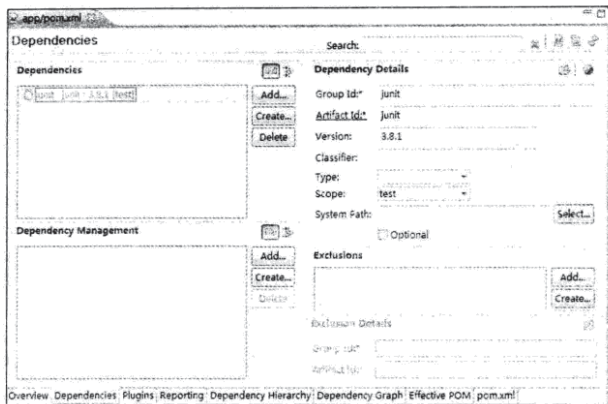 app/pom.xml
Dependencies
Search:
Dependencies
junit : junit : 3.8.1 [test]
Add...
Create...
Delete
Dependency Management
Add...
Create...
Delete
Dependency Details
Group Id:* junit
Artifact Id:* junit
Version: 3.8.1
Classifier:
Type:
Scope: test
System Path: Select...
Optional
Exclusions
Add...
Create...
Exclusion Details
Group Id:*
Artifact Id:*
Overview Dependencies Plugins Reporting Dependency Hierarchy Dependency Graph Effective POM pom.xml